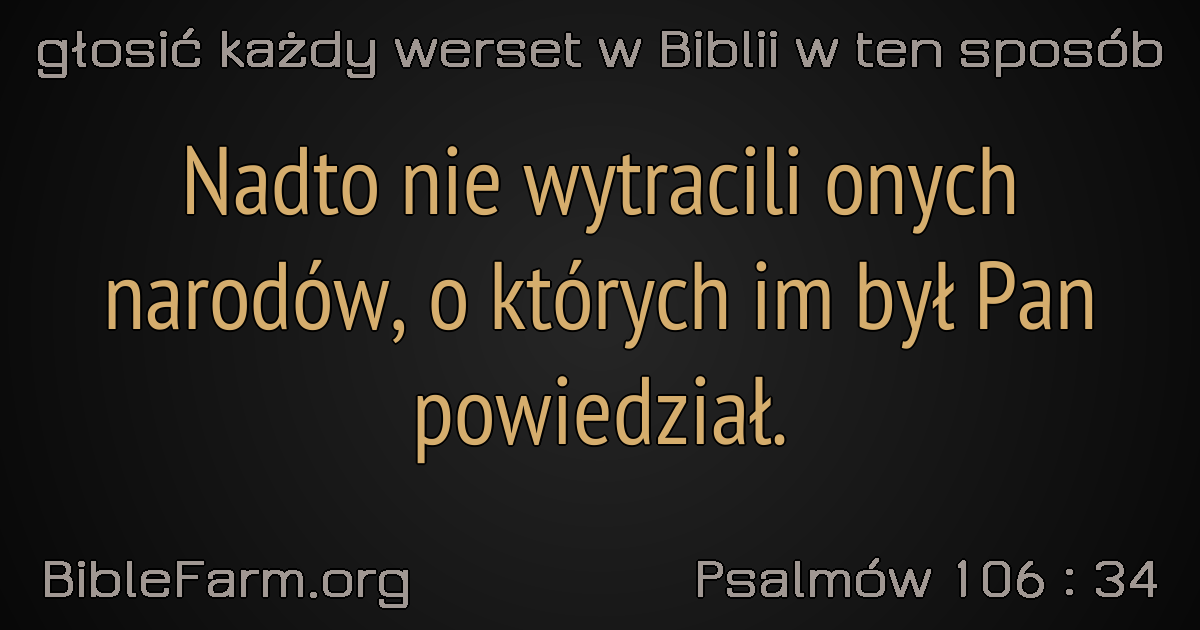 głosić każdy werset w Biblii w ten sposób
Nadto nie wytracili onych
narodów, o których im był Pan
powiedział.
BibleFarm.org
Psalmów 106 : 34